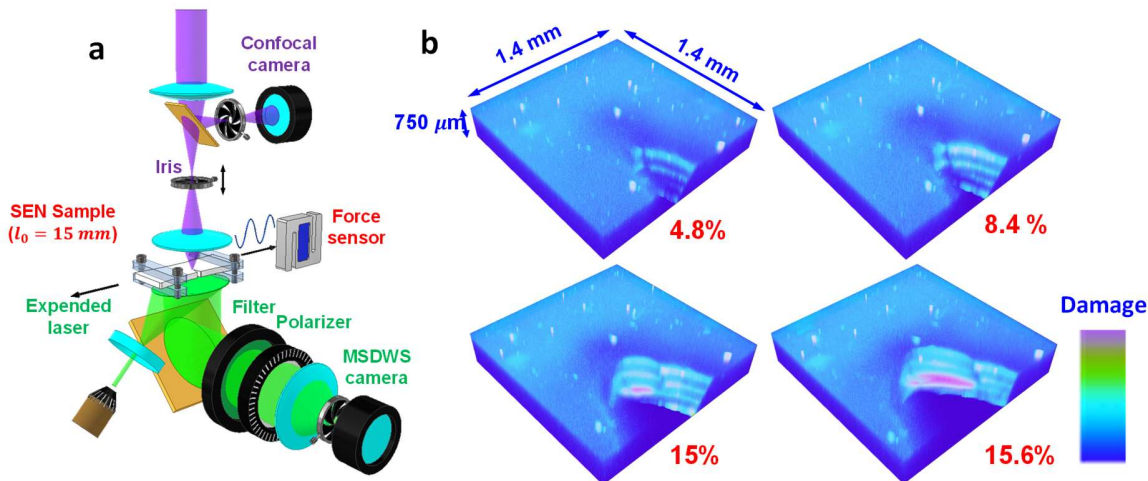 a
Confocal
camera
Iris
SEN Sample
(l₀ = 15 mm)
Force
sensor
Expended
laser
Filter
Polarizer
MSDWS
camera
b
1.4 mm
1.4 mm
750 μm
4.8%
8.4 %
15%
15.6%
Damage